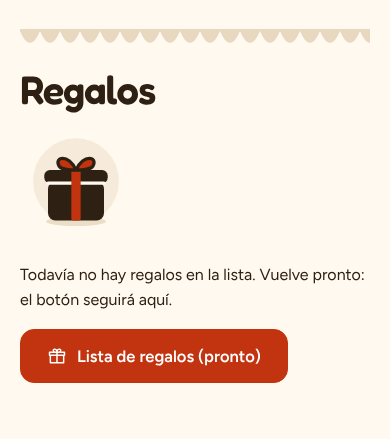 Regalos
Todavía no hay regalos en la lista. Vuelve pronto:
el botón seguirá aquí.
Lista de regalos (pronto)